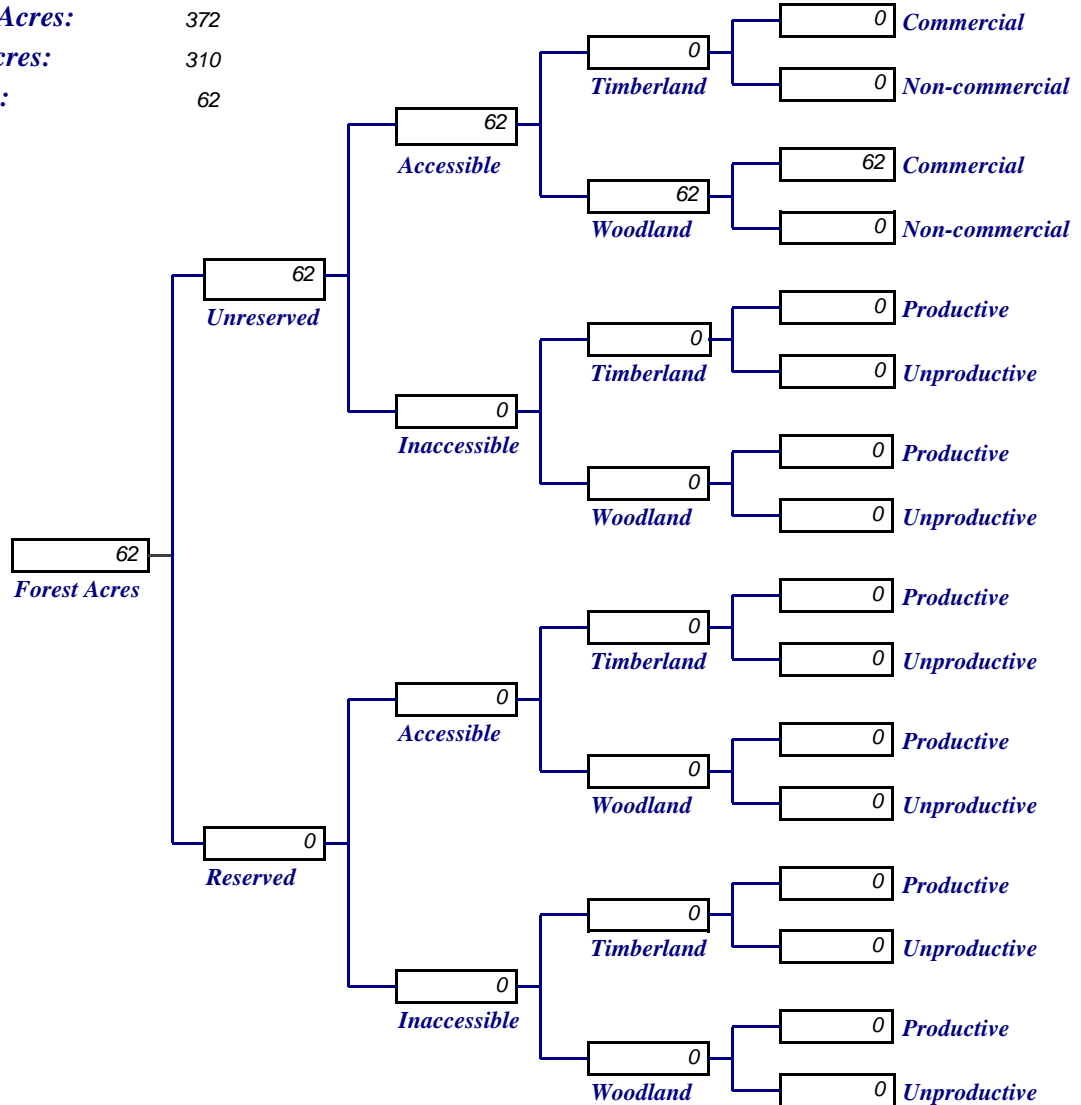 Acres: 372
cres: 310
: 62
0 Commercial
0
Timberland
0 Non-commercial
62
Accessible
62 Commercial
62
Woodland
0 Non-commercial
62
Unreserved
0 Productive
0
Timberland
0 Unproductive
0
Inaccessible
0 Productive
0
Woodland
0 Unproductive
62
Forest Acres
0 Productive
0
Timberland
0 Unproductive
0
Accessible
0 Productive
0
Woodland
0 Unproductive
0
Reserved
0 Productive
0
Timberland
0 Unproductive
0
Inaccessible
0 Productive
0
Woodland
0 Unproductive